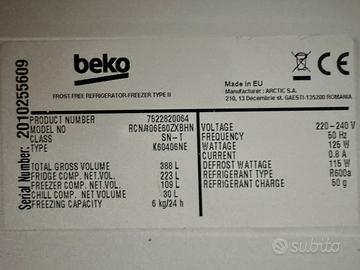 beko
Made in EU
Manufacturer : ARCTIC S.A.
210, 13 Decembrie st. GAESTI-135200 ROMANIA
FROST FREE REFRIGERATOR-FREEZER TYPE II
Serial Number: 2010255609
PRODUCT NUMBER 7522820064
MODEL NO RCNA406E60ZXBHN
CLASS SN-T
TYPE K60406NE
TOTAL GROSS VOLUME 388 L
FRIDGE COMP.NET.VOL. 223 L
FREEZER COMP.NET.VOL. 109 L
CHILL COMP.NET VOLUME 30 L
FREEZING CAPACITY 6 kg/24 h
VOLTAGE 220-240 V
FREQUENCY 50 Hz
WATTAGE 125 W
CURRENT 0.8 A
DEFROST WATTAGE 115 W
REFRIGERANT TYPE R600a
REFRIGERANT CHARGE 50 g
subito